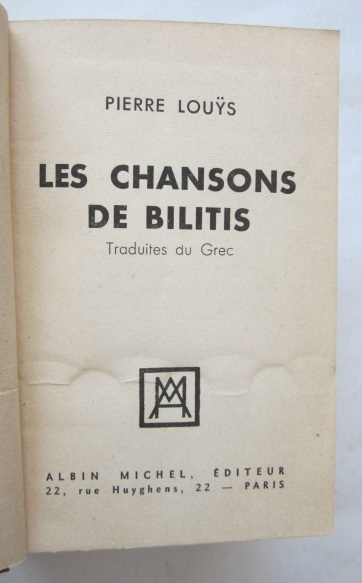 PIERRE LOUŸS
LES CHANSONS
DE BILITIS
Traduites du Grec
AM
ALBIN MICHEL, ÉDITEUR
22, rue Huyghens, 22 — PARIS